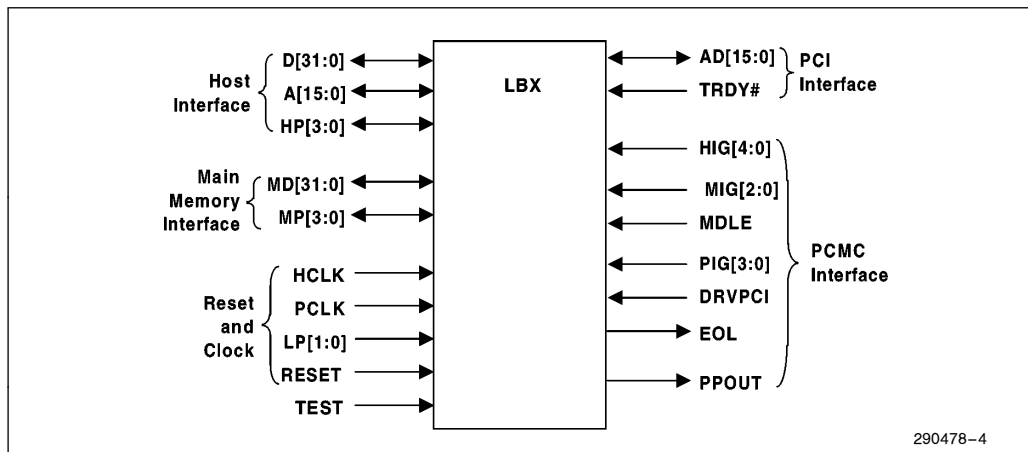 LBX
Host
Interface
D[31:0]
A[15:0]
HP[3:0]
Main
Memory
Interface
MD[31:0]
MP[3:0]
Reset
and
Clock
HCLK
PCLK
LP[1:0]
RESET
TEST
AD[15:0]
TRDY#
PCI
Interface
HIG[4:0]
MIG[2:0]
MDLE
PIG[3:0]
DRVPCI
EOL
PPOUT
PCMC
Interface
290478-4